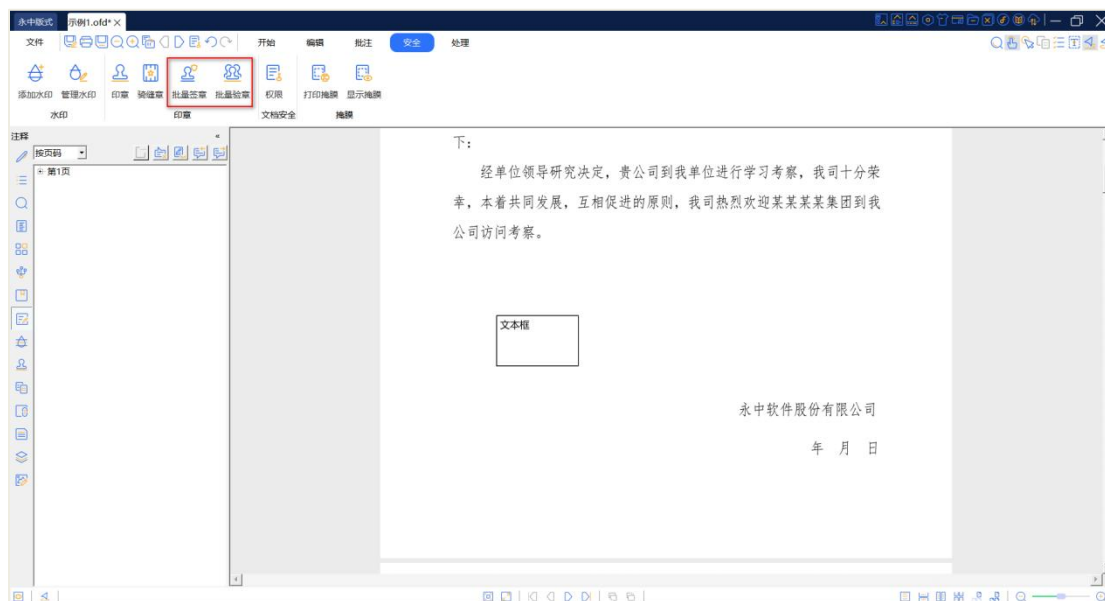 永中版式 示例1.ofd* ×
文件 开始 编辑 批注 安全 处理
添加水印 管理水印 印章 骑缝章 批量签章 批量验章 权限 打印掩膜 显示掩膜
水印 印章 文档安全 掩膜
注释
按页码
第1页
下：
经单位领导研究决定，贵公司到我单位进行学习考察，我司十分荣
幸，本着共同发展，互相促进的原则，我司热烈欢迎某某某某集团到我
公司访问考察。
文本框
永中软件股份有限公司
年 月 日